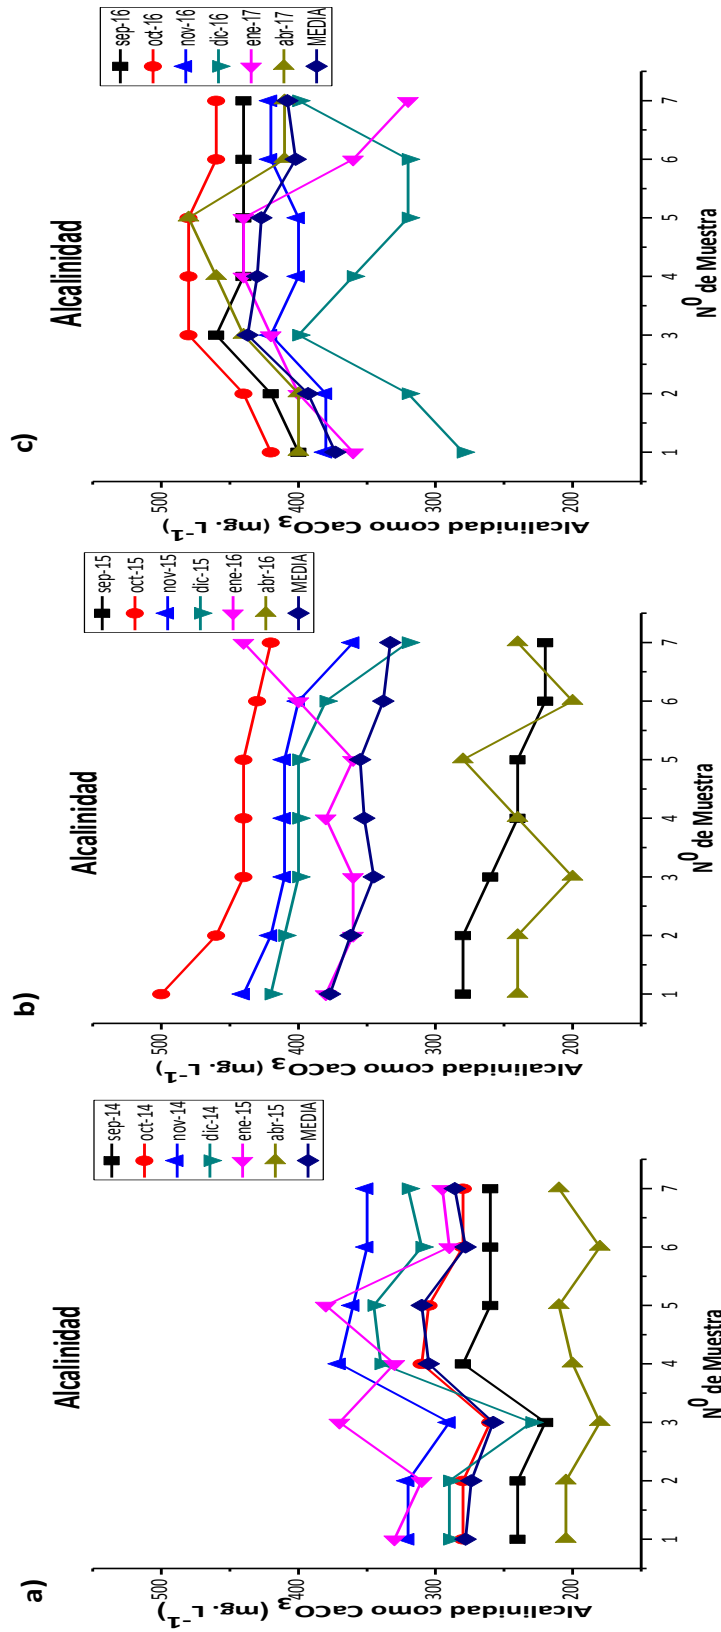 a)
Alcalinidad
sep-14
oct-14
nov-14
dic-14
ene-15
abr-15
MEDIA
Alcalinidad como CaCO₃ (mg. L⁻¹)
500
400
300
200
1
2
3
4
5
6
7
N⁰ de Muestra
b)
Alcalinidad
sep-15
oct-15
nov-15
dic-15
ene-16
abr-16
MEDIA
Alcalinidad como CaCO₃ (mg. L⁻¹)
500
400
300
200
1
2
3
4
5
6
7
N⁰ de Muestra
c)
Alcalinidad
sep-16
oct-16
nov-16
dic-16
ene-17
abr-17
MEDIA
Alcalinidad como CaCO₃ (mg. L⁻¹)
500
400
300
200
1
2
3
4
5
6
7
N⁰ de Muestra